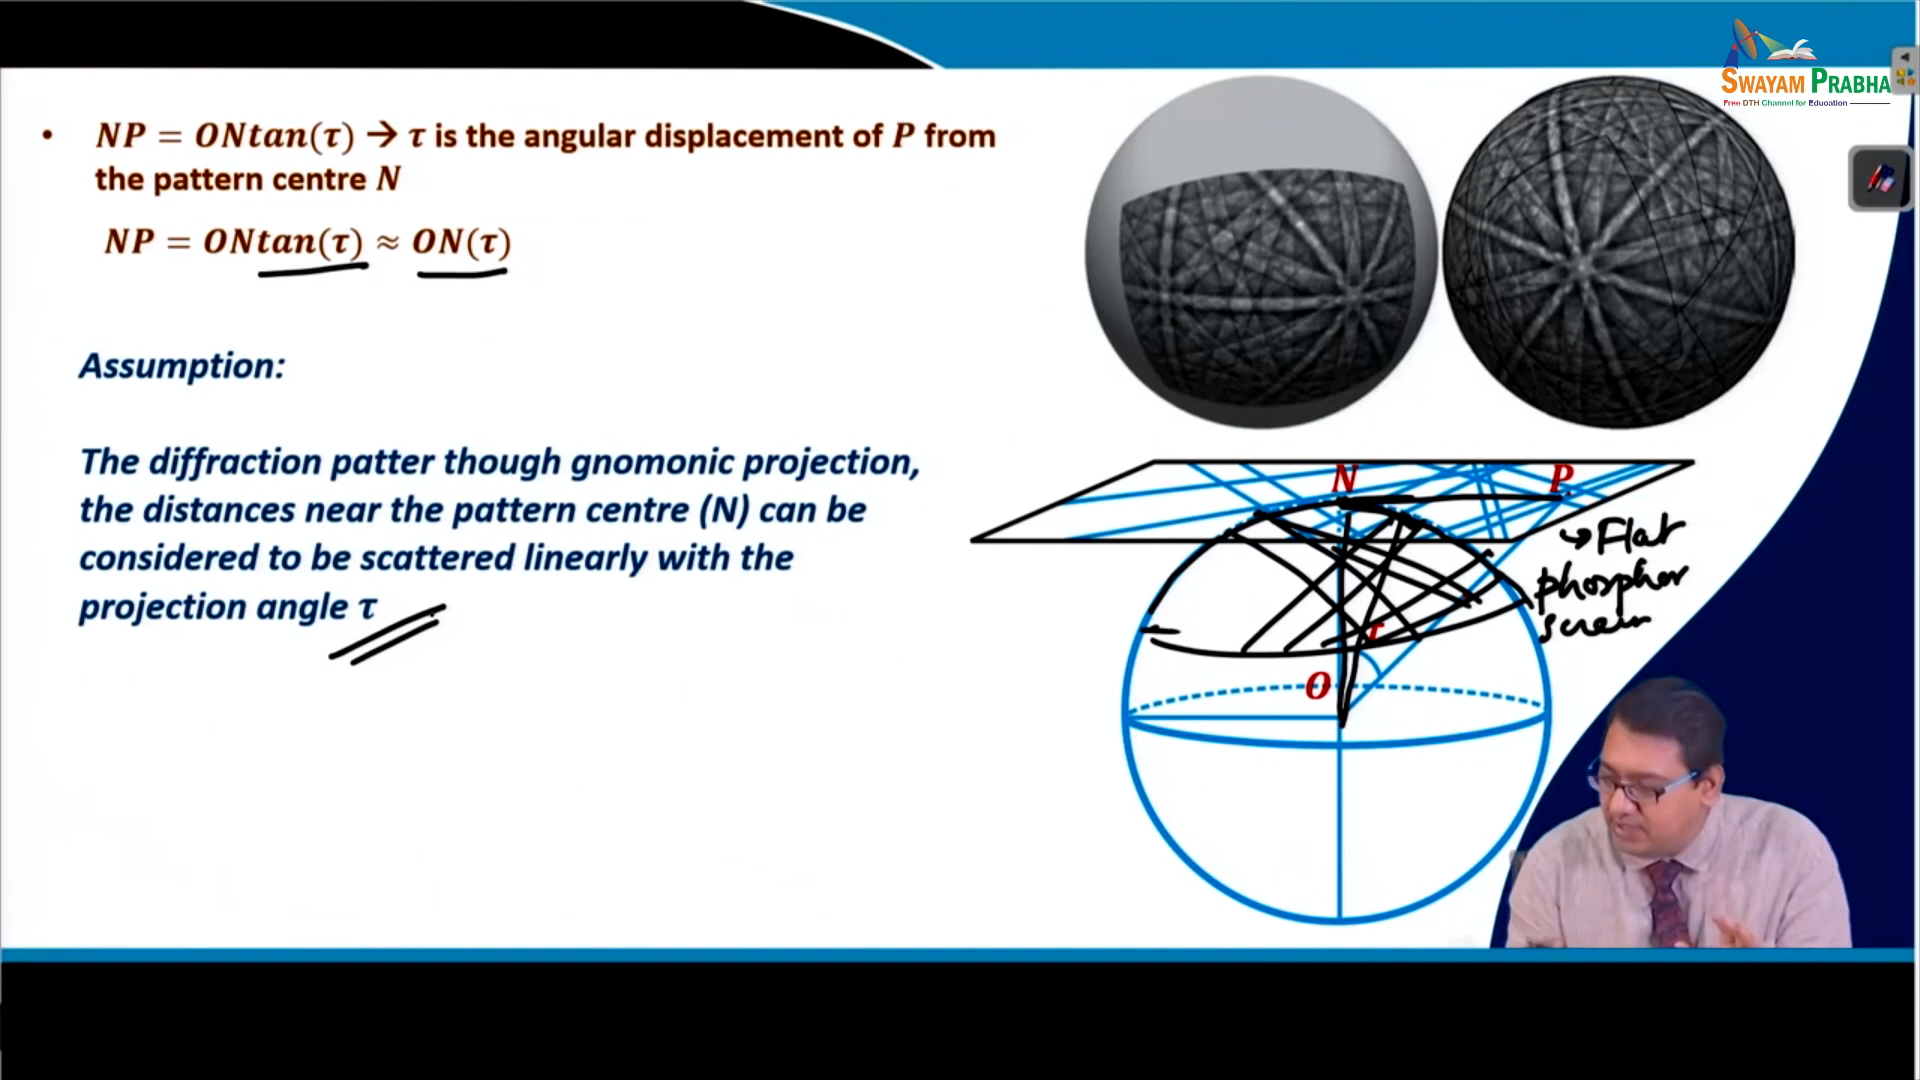 SWAYAM PRABHA
Free DTH Channel for Education
• NP = ONtan(τ) → τ is the angular displacement of P from
the pattern centre N
NP = ONtan(τ) ≈ ON(τ)
Assumption:
The diffraction patter though gnomonic projection,
the distances near the pattern centre (N) can be
considered to be scattered linearly with the
projection angle τ
N
P
τ
O
→ Flat
phosphor
screen